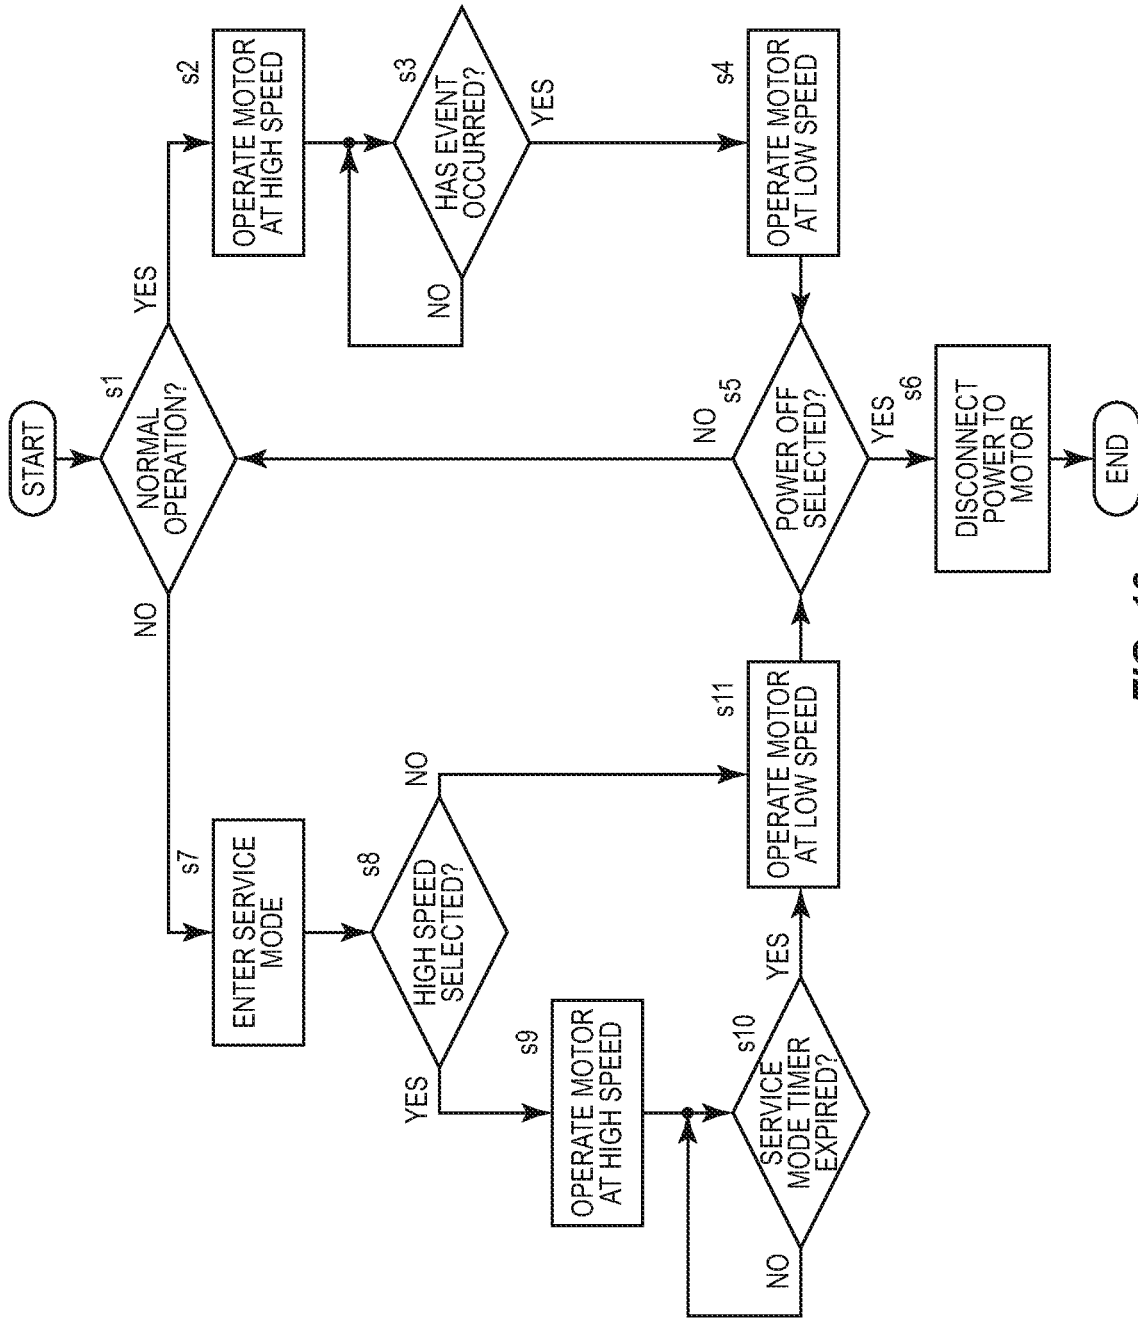 START
s1
NORMAL
OPERATION?
YES
NO
s2
OPERATE MOTOR
AT HIGH SPEED
s3
HAS EVENT
OCCURRED?
NO
YES
s4
OPERATE MOTOR
AT LOW SPEED
NO
s5
POWER OFF
SELECTED?
YES
s6
DISCONNECT
POWER TO
MOTOR
END
s7
ENTER SERVICE
MODE
s8
HIGH SPEED
SELECTED?
NO
YES
s9
OPERATE MOTOR
AT HIGH SPEED
s10
SERVICE
MODE TIMER
EXPIRED?
NO
YES
s11
OPERATE MOTOR
AT LOW SPEED